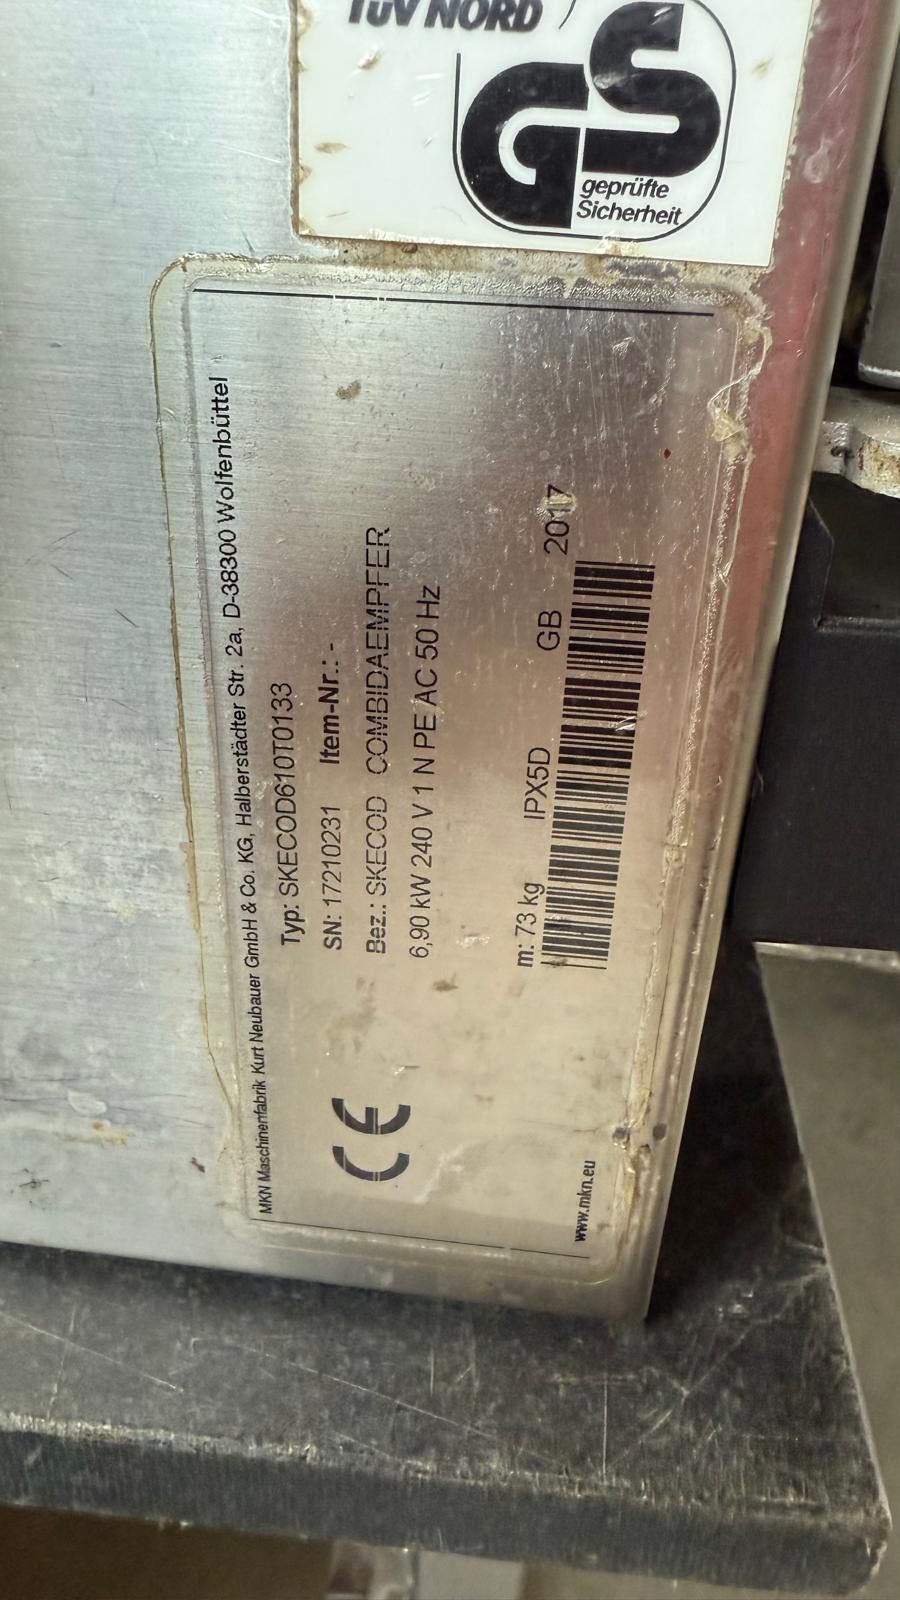 TÜV NORD
GS
geprüfte
Sicherheit
MKN Maschinenfabrik Kurt Neubauer GmbH & Co. KG, Halberstädter Str. 2a, D-38300 Wolfenbüttel
Typ: SKECOD610T0133
SN: 17210231 Item-Nr.: -
Bez.: SKECOD COMBIDAEMPFER
6,90 kW 240 V 1 N PE AC 50 Hz
CE
m: 73 kg IPX5D GB 2017
www.mkn.eu